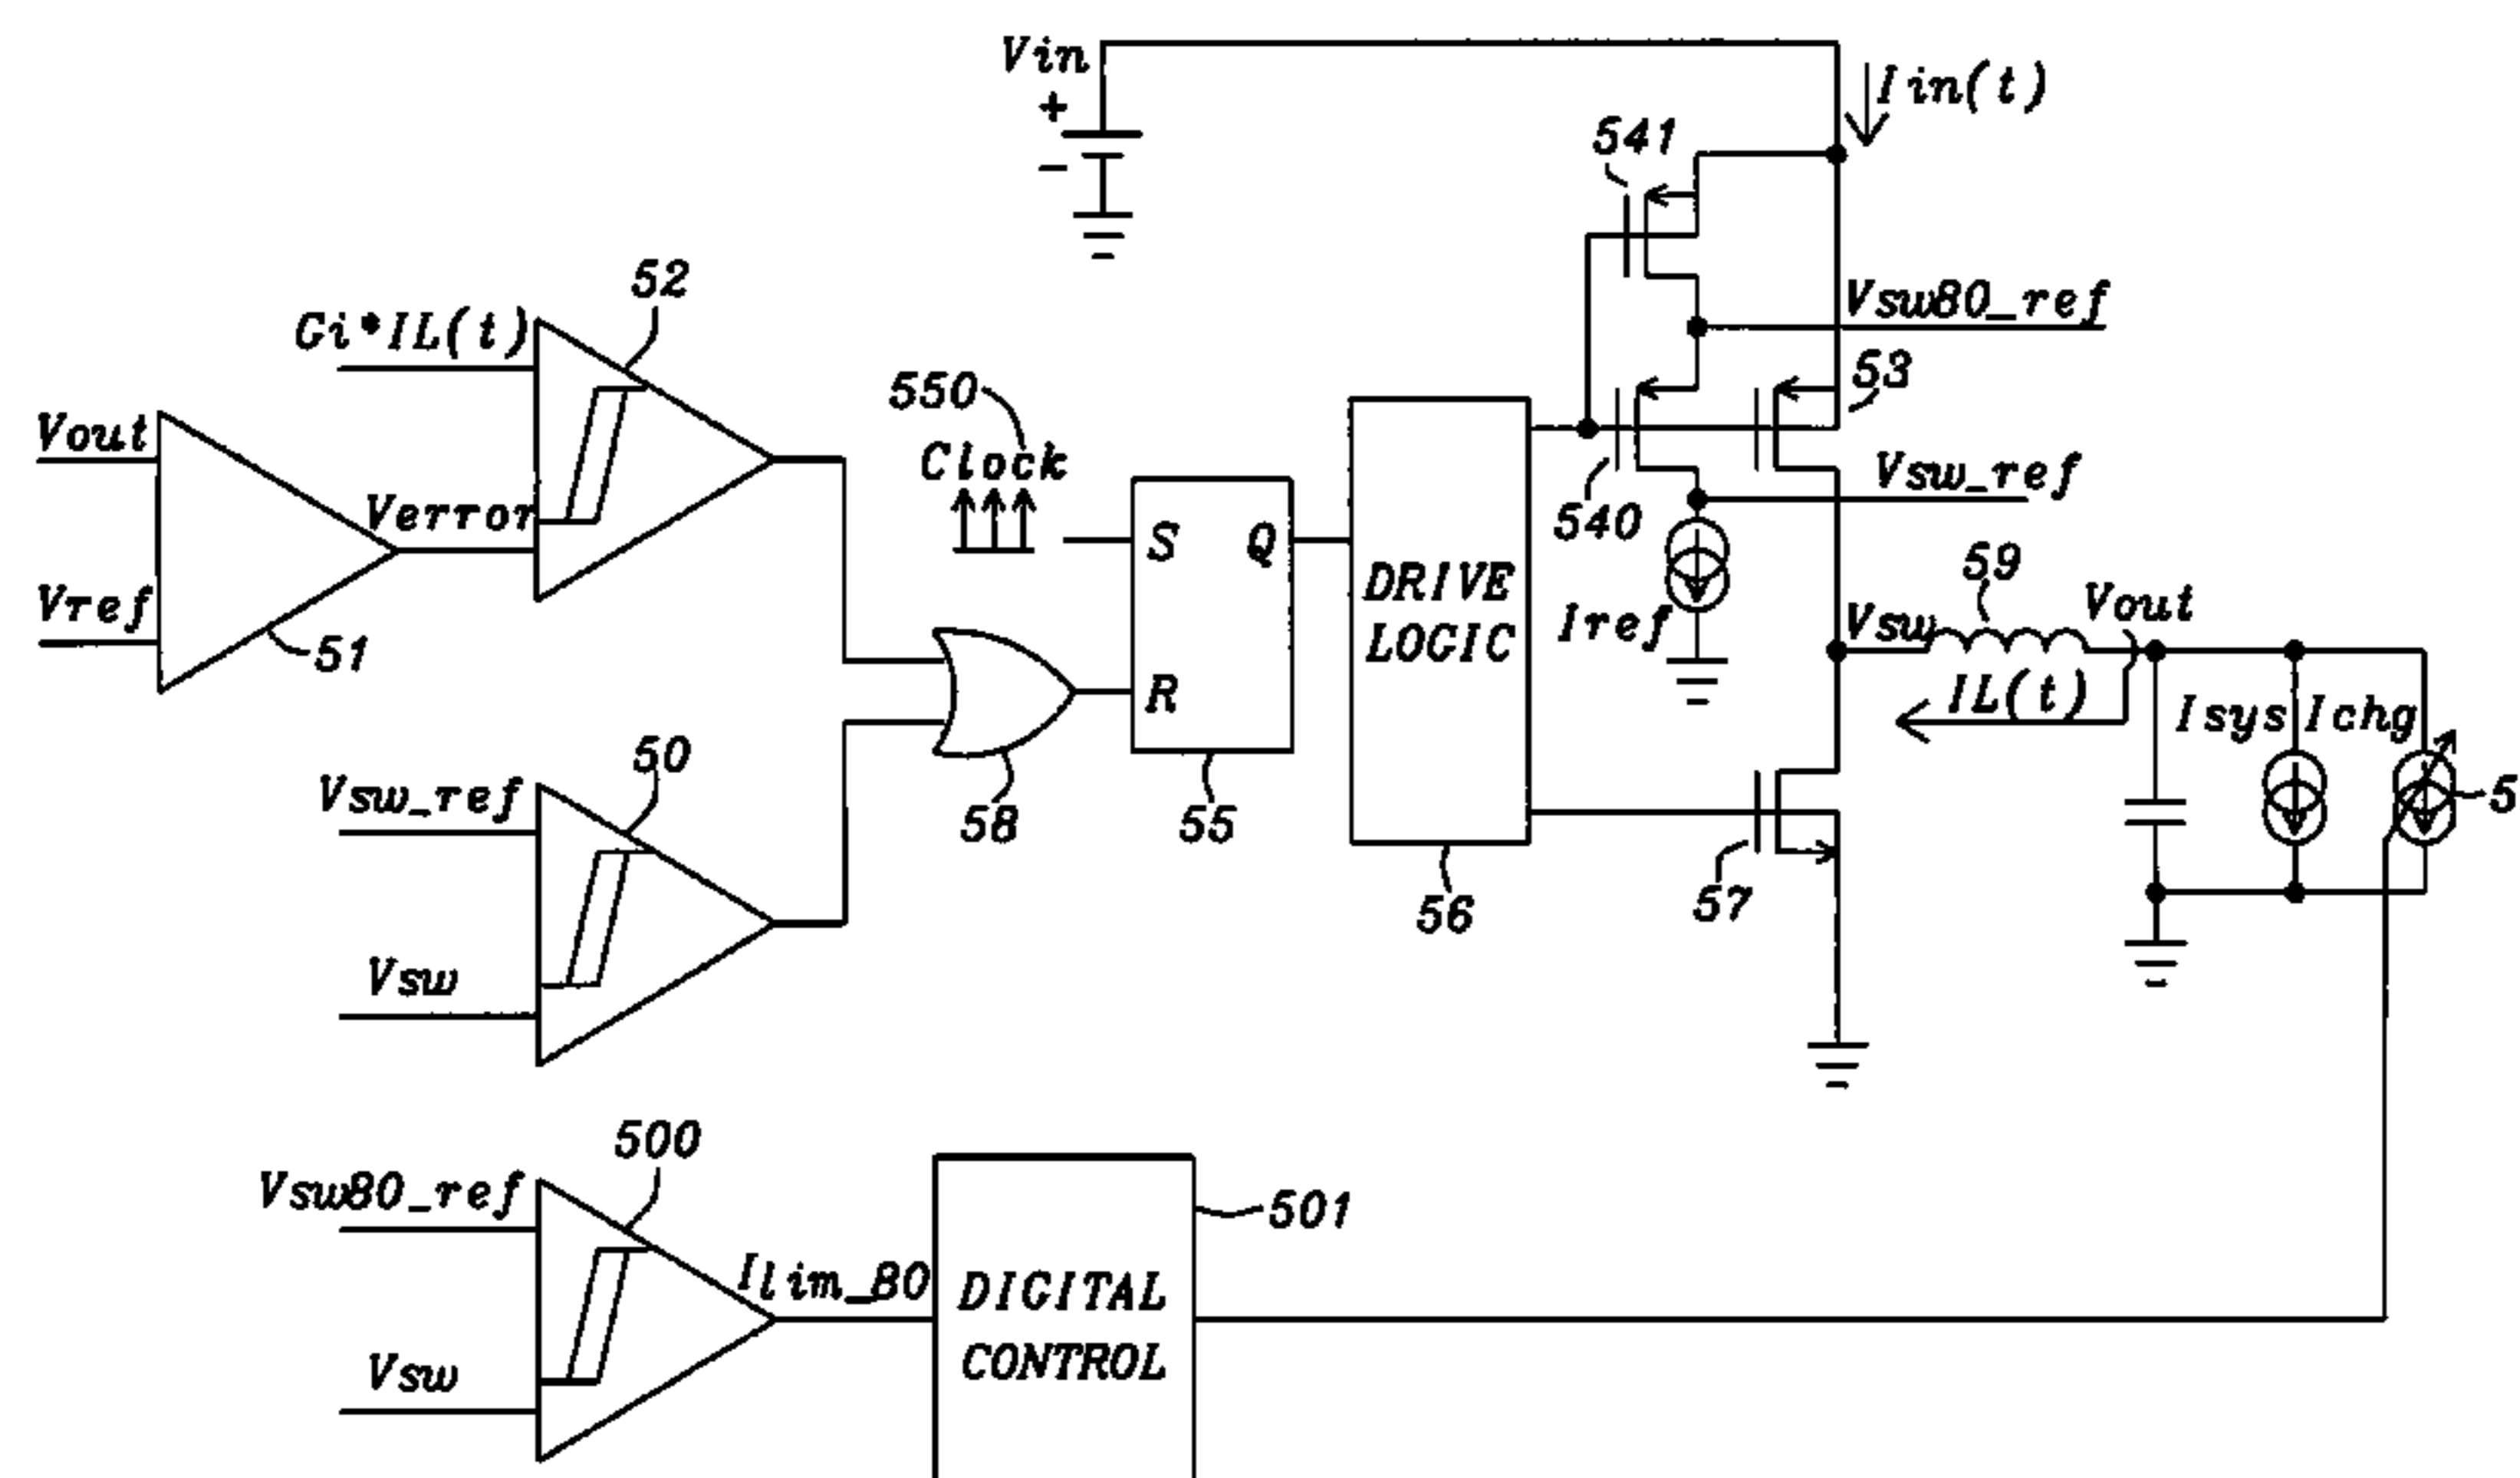 Vin
+
-
Iin(t)
541
52
Gi*IL(t)
Vsw80_ref
550
53
Vout
Clock
Vsw_ref
Verror
540
S
Q
59
Vref
DRIVE
LOGIC
Iref
Vsw
Vout
51
R
IL(t)
Isys
Ichg
50
Vsw_ref
58
55
5
57
56
Vsw
500
Vsw80_ref
501
Ilim_80
DIGITAL
CONTROL
Vsw